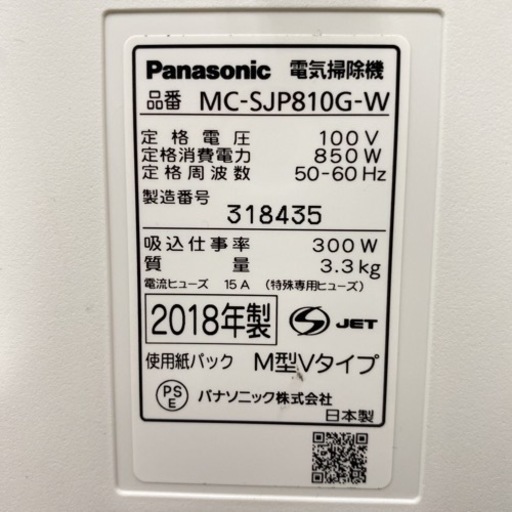 Panasonic 電気掃除機
品番 MC-SJP810G-W
定格電圧 100V
定格消費電力 850W
定格周波数 50-60Hz
製造番号
318435
吸込仕事率 300W
質量 3.3kg
電流ヒューズ 15A (特殊専用ヒューズ)
2018年製 S JET
使用紙パック M型Vタイプ
PS E パナソニック株式会社
日本製